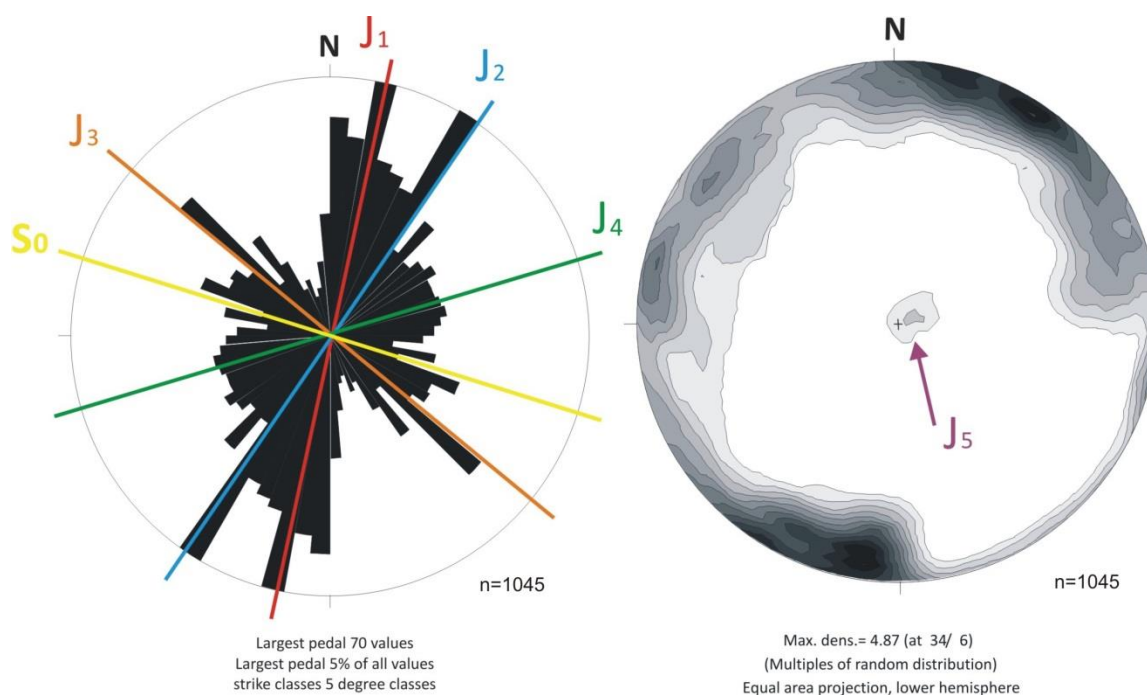 N
J1
J2
J3
S0
J4
n=1045
Largest pedal 70 values
Largest pedal 5% of all values
strike classes 5 degree classes
N
J5
n=1045
Max. dens.= 4.87 (at 34/ 6)
(Multiples of random distribution)
Equal area projection, lower hemisphere